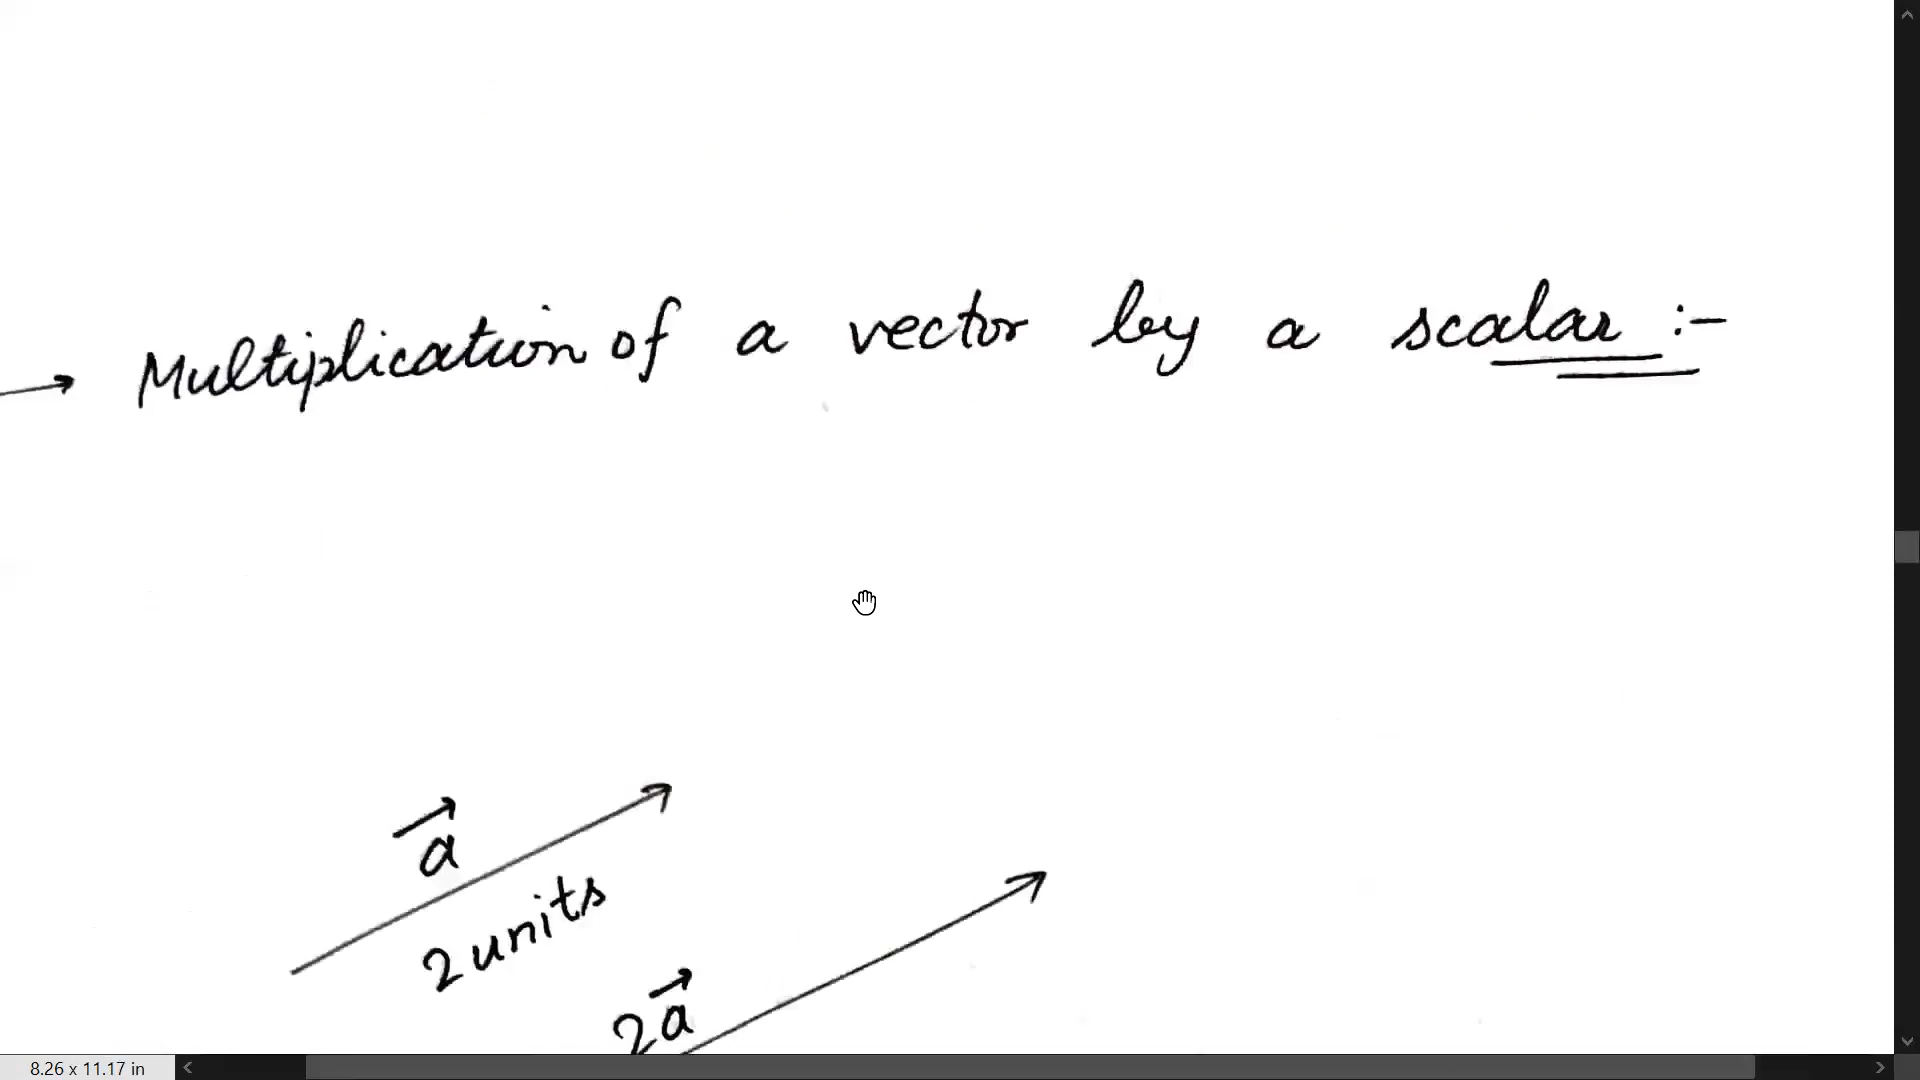 → Multiplication of a vector by a scalar :-
a⃗
2 units
2a⃗
8.26 x 11.17 in